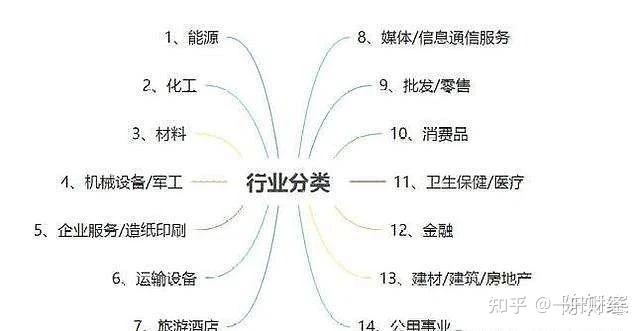 1、能源
2、化工
3、材料
4、机械设备/军工
5、企业服务/造纸印刷
6、运输设备
7、旅游酒店
行业分类
8、媒体/信息通信服务
9、批发/零售
10、消费品
11、卫生保健/医疗
12、金融
13、建材/建筑/房地产
14、公用事业
知乎